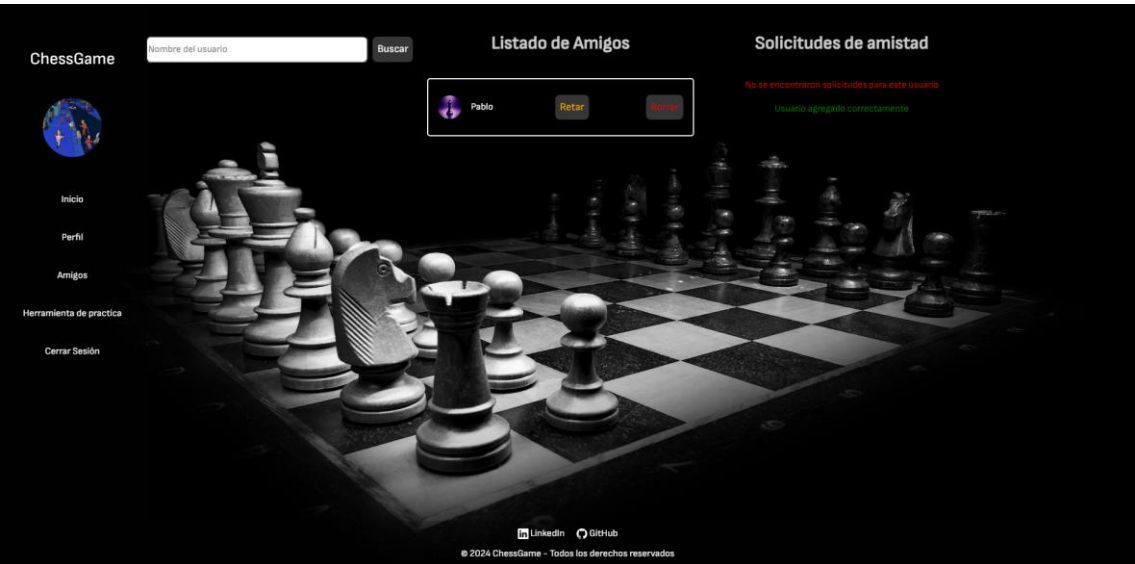 ChessGame
Inicio
Perfil
Amigos
Herramienta de practica
Cerrar Sesión
Nombre del usuario
Buscar
Listado de Amigos
Pablo
Retar
Borrar
Solicitudes de amistad
No se encontraron solicitudes para este usuario
Usuario agregado correctamente
LinkedIn GitHub
© 2024 ChessGame - Todos los derechos reservados